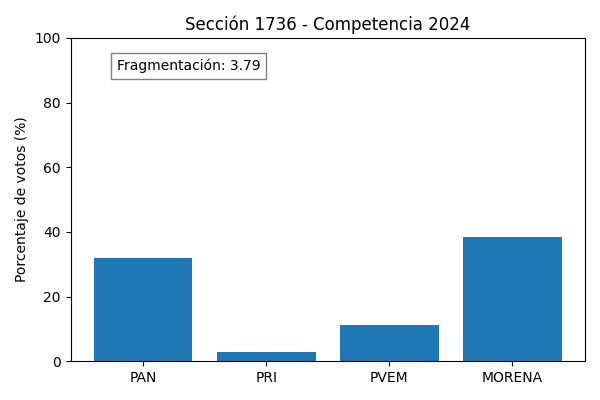 Sección 1736 - Competencia 2024
Fragmentación: 3.79
Porcentaje de votos (%)
100
80
60
40
20
0
PAN PRI PVEM MORENA